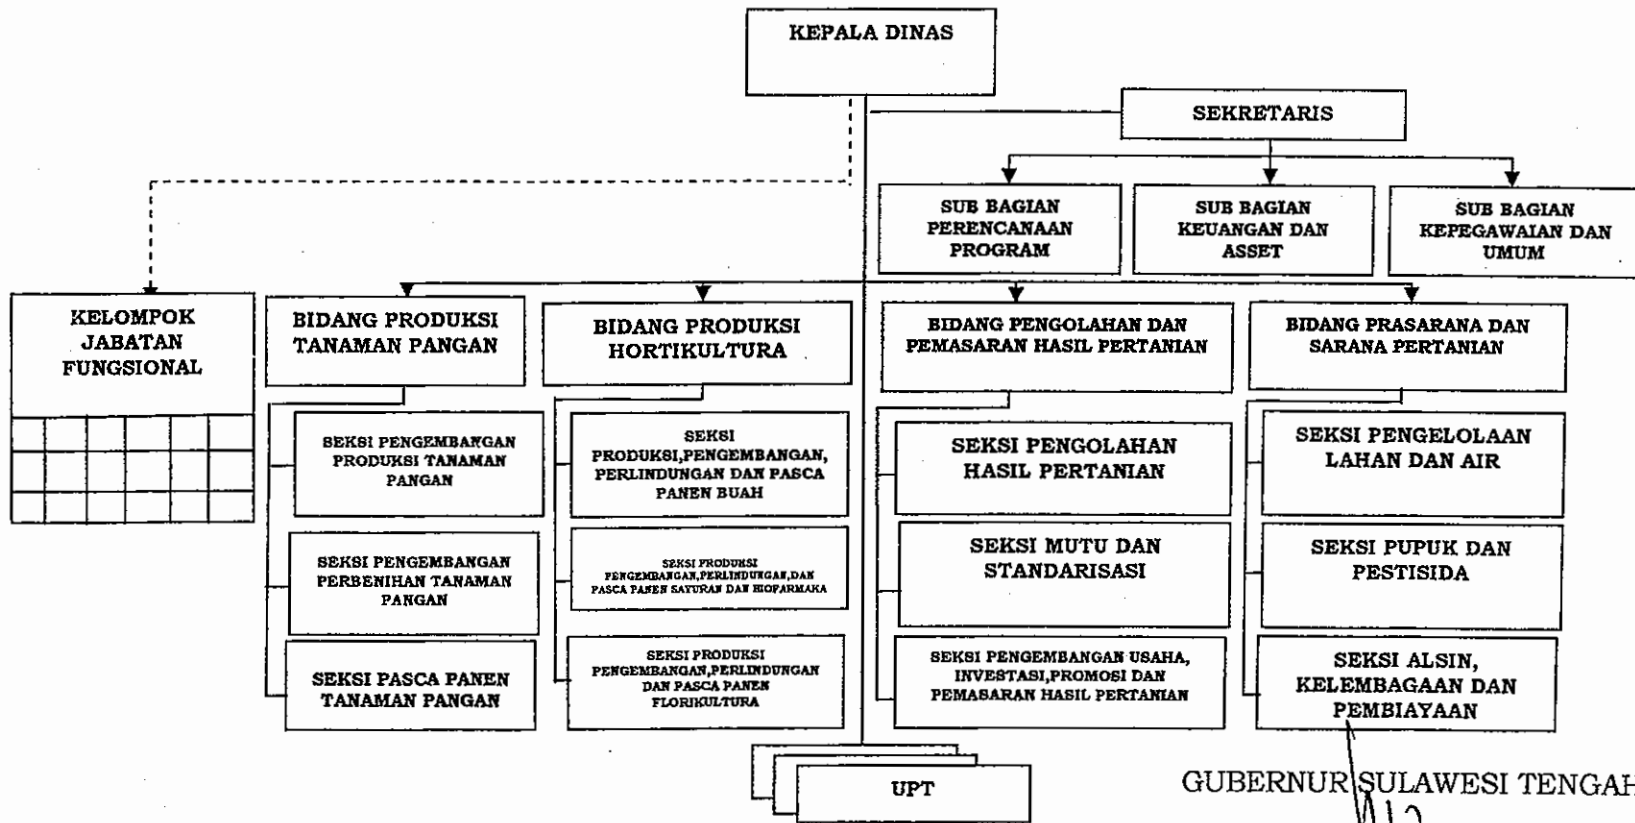 KEPALA DINAS
SEKRETARIS
SUB BAGIAN
PERENCANAAN
PROGRAM
SUB BAGIAN
KEUANGAN DAN
ASSET
SUB BAGIAN
KEPEGAWAIAN DAN
UMUM
KELOMPOK
JABATAN
FUNGSIONAL
BIDANG PRODUKSI
TANAMAN PANGAN
BIDANG PRODUKSI
HORTIKULTURA
BIDANG PENGOLAHAN DAN
PEMASARAN HASIL PERTANIAN
BIDANG PRASARANA DAN
SARANA PERTANIAN
SEKSI PENGEMBANGAN
PRODUKSI TANAMAN
PANGAN
SEKSI
PRODUKSI,PENGEMBANGAN,
PERLINDUNGAN DAN PASCA
PANEN BUAH
SEKSI PENGOLAHAN
HASIL PERTANIAN
SEKSI PENGELOLAAN
LAHAN DAN AIR
SEKSI PENGEMBANGAN
PERBENIHAN TANAMAN
PANGAN
SEKSI PRODUKSI
PENGEMBANGAN,PERLINDUNGAN,DAN
PASCA PANEN SAYURAN DAN BIOFARMAKA
SEKSI MUTU DAN
STANDARISASI
SEKSI PUPUK DAN
PESTISIDA
SEKSI PASCA PANEN
TANAMAN PANGAN
SEKSI PRODUKSI
PENGEMBANGAN,PERLINDUNGAN
DAN PASCA PANEN
FLORIKULTURA
SEKSI PENGEMBANGAN USAHA,
INVESTASI,PROMOSI DAN
PEMASARAN HASIL PERTANIAN
SEKSI ALSIN,
KELEMBAGAAN DAN
PEMBIAYAAN
UPT
GUBERNUR SULAWESI TENGAH